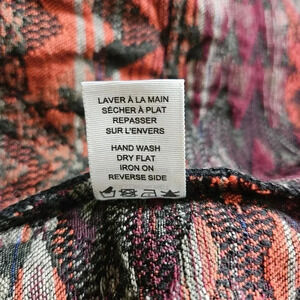 LAVER À LA MAIN
SÉCHER À PLAT
REPASSER
SUR L'ENVERS
HAND WASH
DRY FLAT
IRON ON
REVERSE SIDE